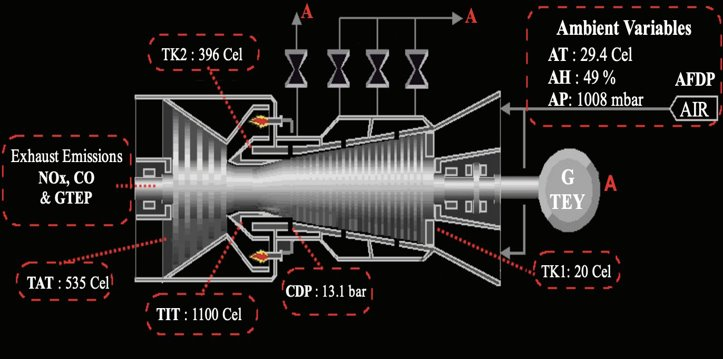 A
A
Ambient Variables
AT : 29.4 Cel
AH : 49 %
AP: 1008 mbar
AFDP
AIR
TK2 : 396 Cel
Exhaust Emissions
NOx, CO
& GTEP
G
TEY
A
TAT : 535 Cel
TIT : 1100 Cel
CDP : 13.1 bar
TK1: 20 Cel